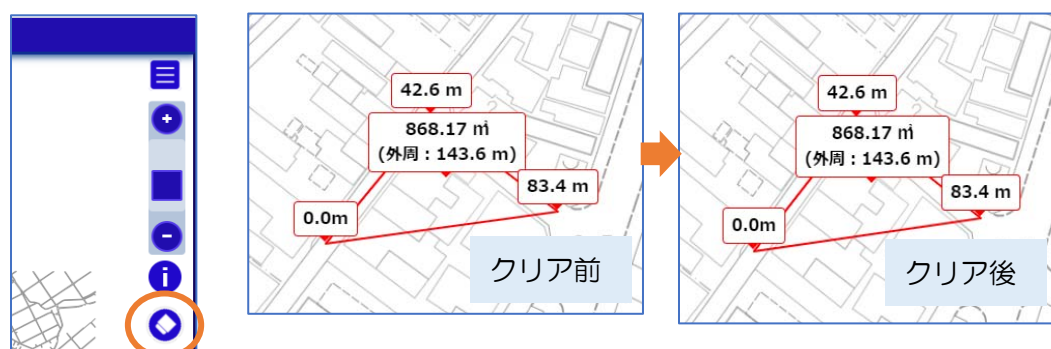 +
-
i
42.6 m
868.17 ㎡
(外周：143.6 m)
83.4 m
0.0m
クリア前
42.6 m
868.17 ㎡
(外周：143.6 m)
83.4 m
0.0m
クリア後